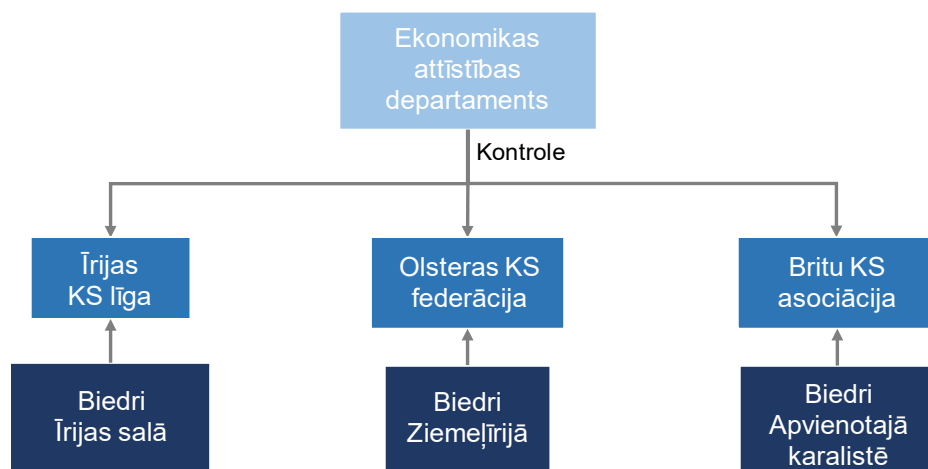 Ekonomikas
attīstības
departaments
Kontrole
Īrijas
KS līga
Olsteras KS
federācija
Britu KS
asociācija
Biedri
Īrijas salā
Biedri
Ziemeļīrijā
Biedri
Apvienotajā
karalistē